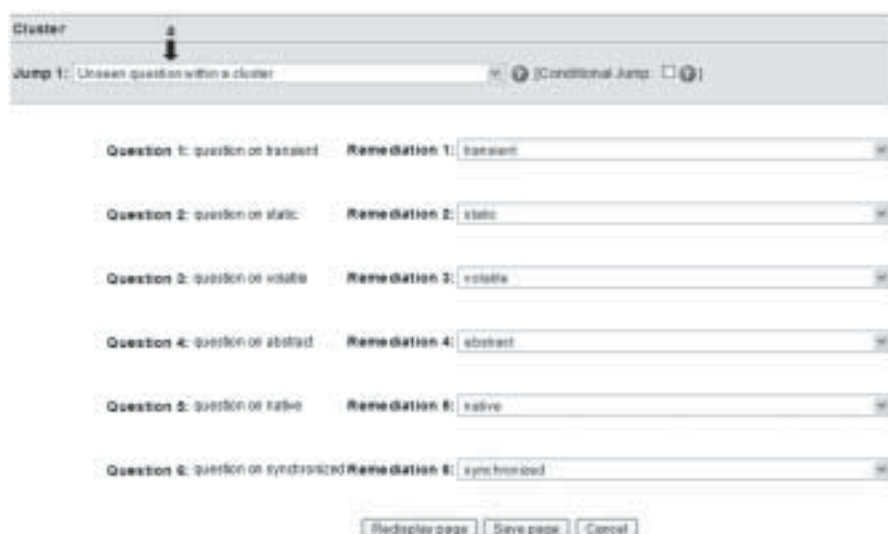 Cluster
a
Jump 1: Unseen question within a cluster [Conditional Jump: ]
Question 1: question on transient Remediation 1: transient
Question 2: question on static Remediation 2: static
Question 3: question on volatile Remediation 3: volatile
Question 4: question on abstract Remediation 4: abstract
Question 5: question on native Remediation 5: native
Question 6: question on synchronized Remediation 6: synchronized
Redisplay page Save page Cancel